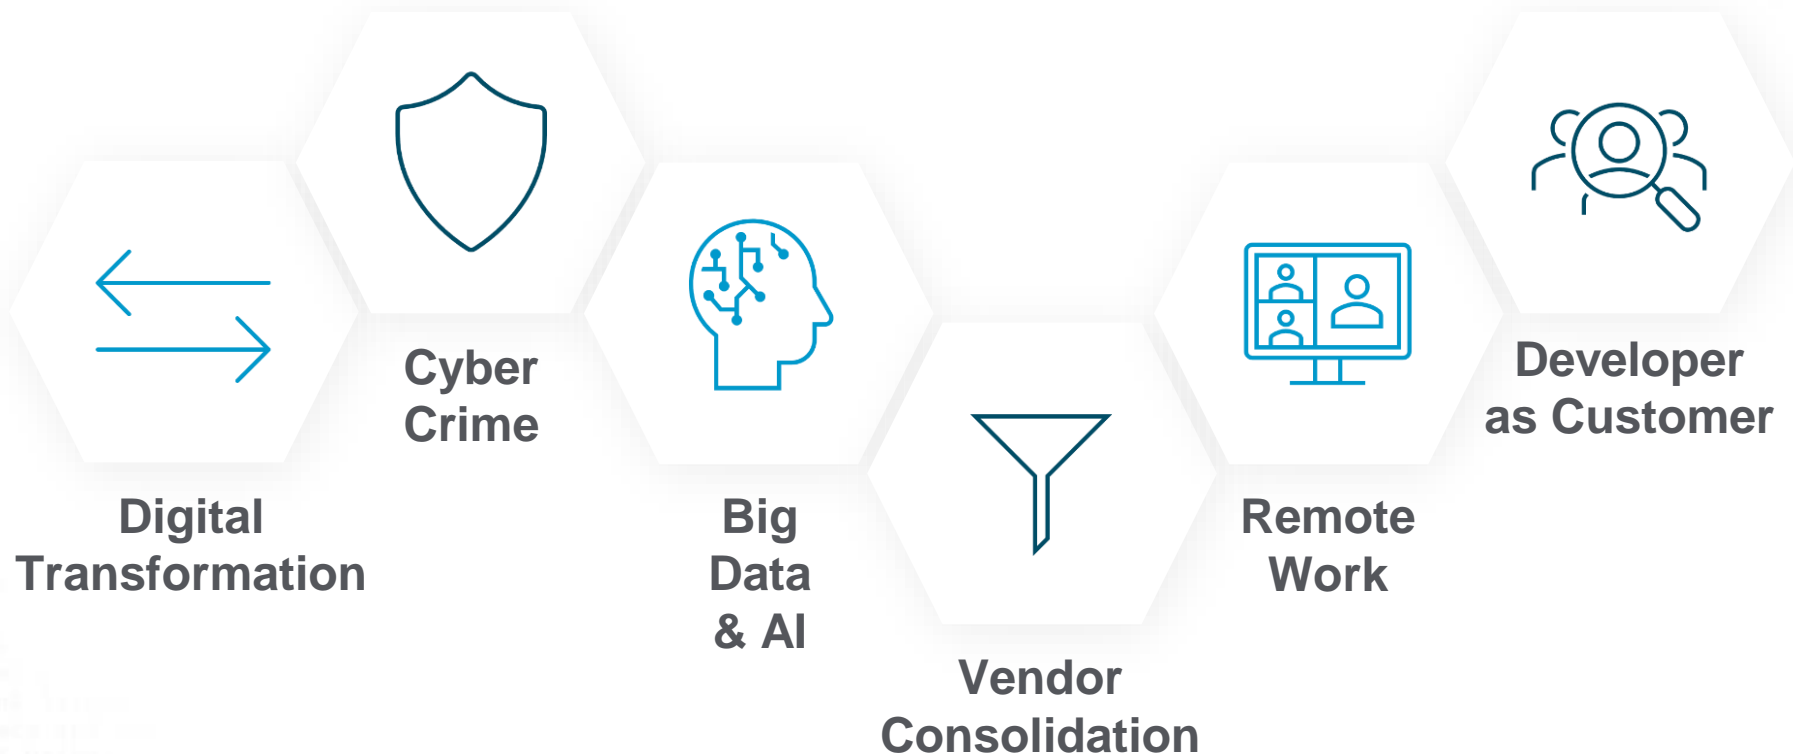 Digital
Transformation
Cyber
Crime
Big
Data
& AI
Vendor
Consolidation
Remote
Work
Developer
as Customer